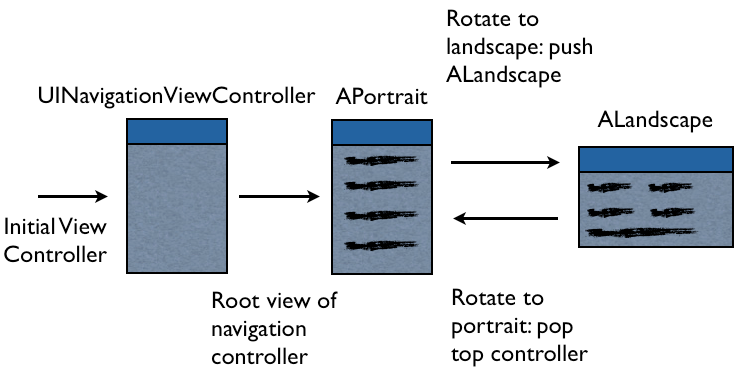 UINavigationViewController
APortrait
Rotate to
landscape: push
ALandscape
ALandscape
Initial View
Controller
Root view of
navigation
controller
Rotate to
portrait: pop
top controller